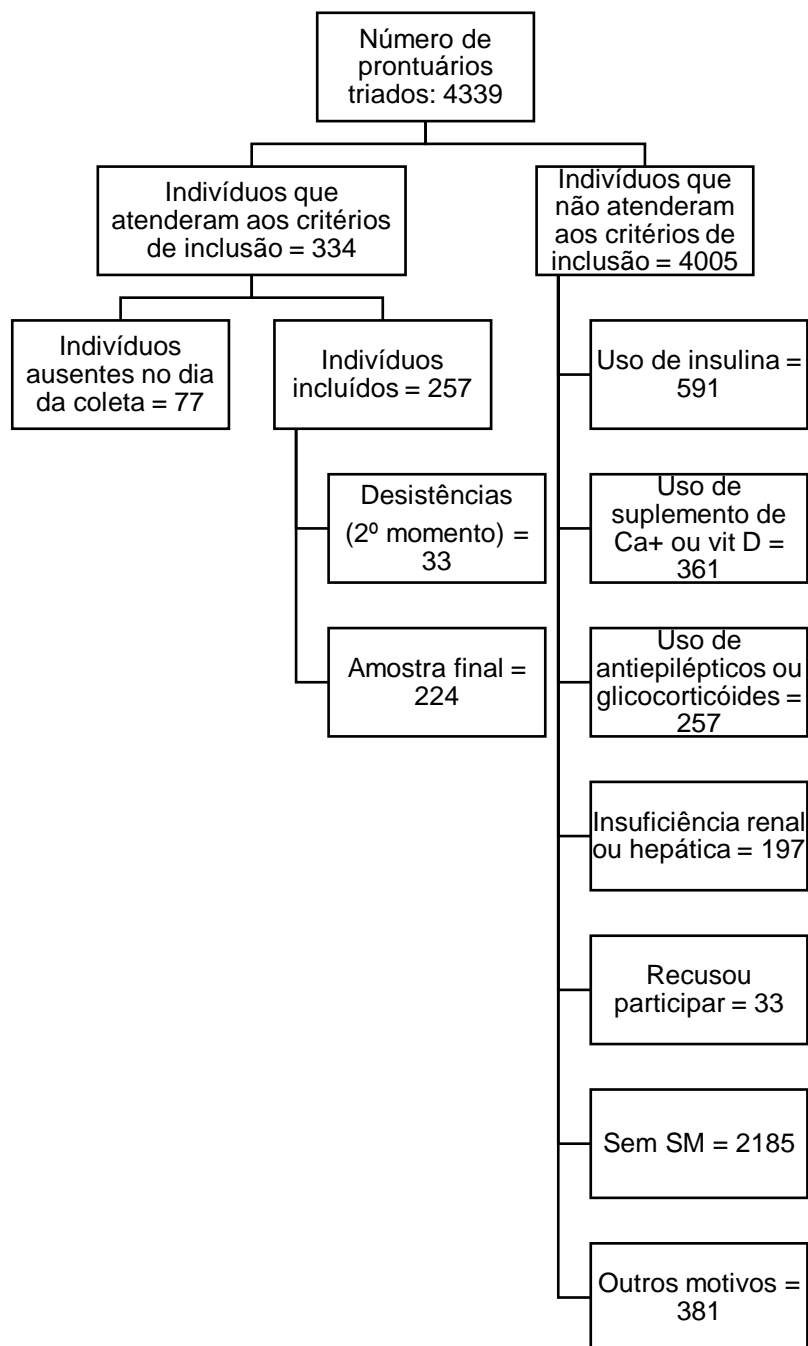 Número de
prontuários
triados: 4339
Indivíduos que
atenderam aos critérios
de inclusão = 334
Indivíduos que
não atenderam
aos critérios de
inclusão = 4005
Indivíduos
ausentes no dia
da coleta = 77
Indivíduos
incluídos = 257
Desistências
(2º momento) =
33
Amostra final =
224
Uso de insulina =
591
Uso de
suplemento de
Ca+ ou vit D =
361
Uso de
antiepilépticos ou
glicocorticóides =
257
Insuficiência renal
ou hepática = 197
Recusou
participar = 33
Sem SM = 2185
Outros motivos =
381